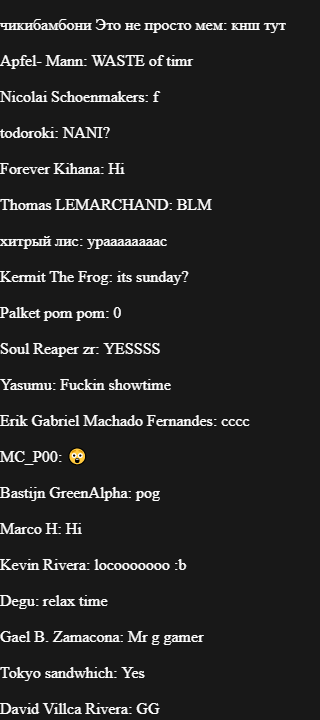 чикибамбони Это не просто мем: кнш тут
Apfel- Mann: WASTE of timr
Nicolai Schoenmakers: f
todoroki: NANI?
Forever Kihana: Hi
Thomas LEMARCHAND: BLM
хитрый лис: урааааааас
Kermit The Frog: its sunday?
Palket pom pom: 0
Soul Reaper zr: YESSSS
Yasumu: Fuckin showtime
Erik Gabriel Machado Fernandes: cccc
MC_P00: 😲
Bastijn GreenAlpha: pog
Marco H: Hi
Kevin Rivera: locooooooo :b
Degu: relax time
Gael B. Zamacona: Mr g gamer
Tokyo sandwhich: Yes
David Villca Rivera: GG